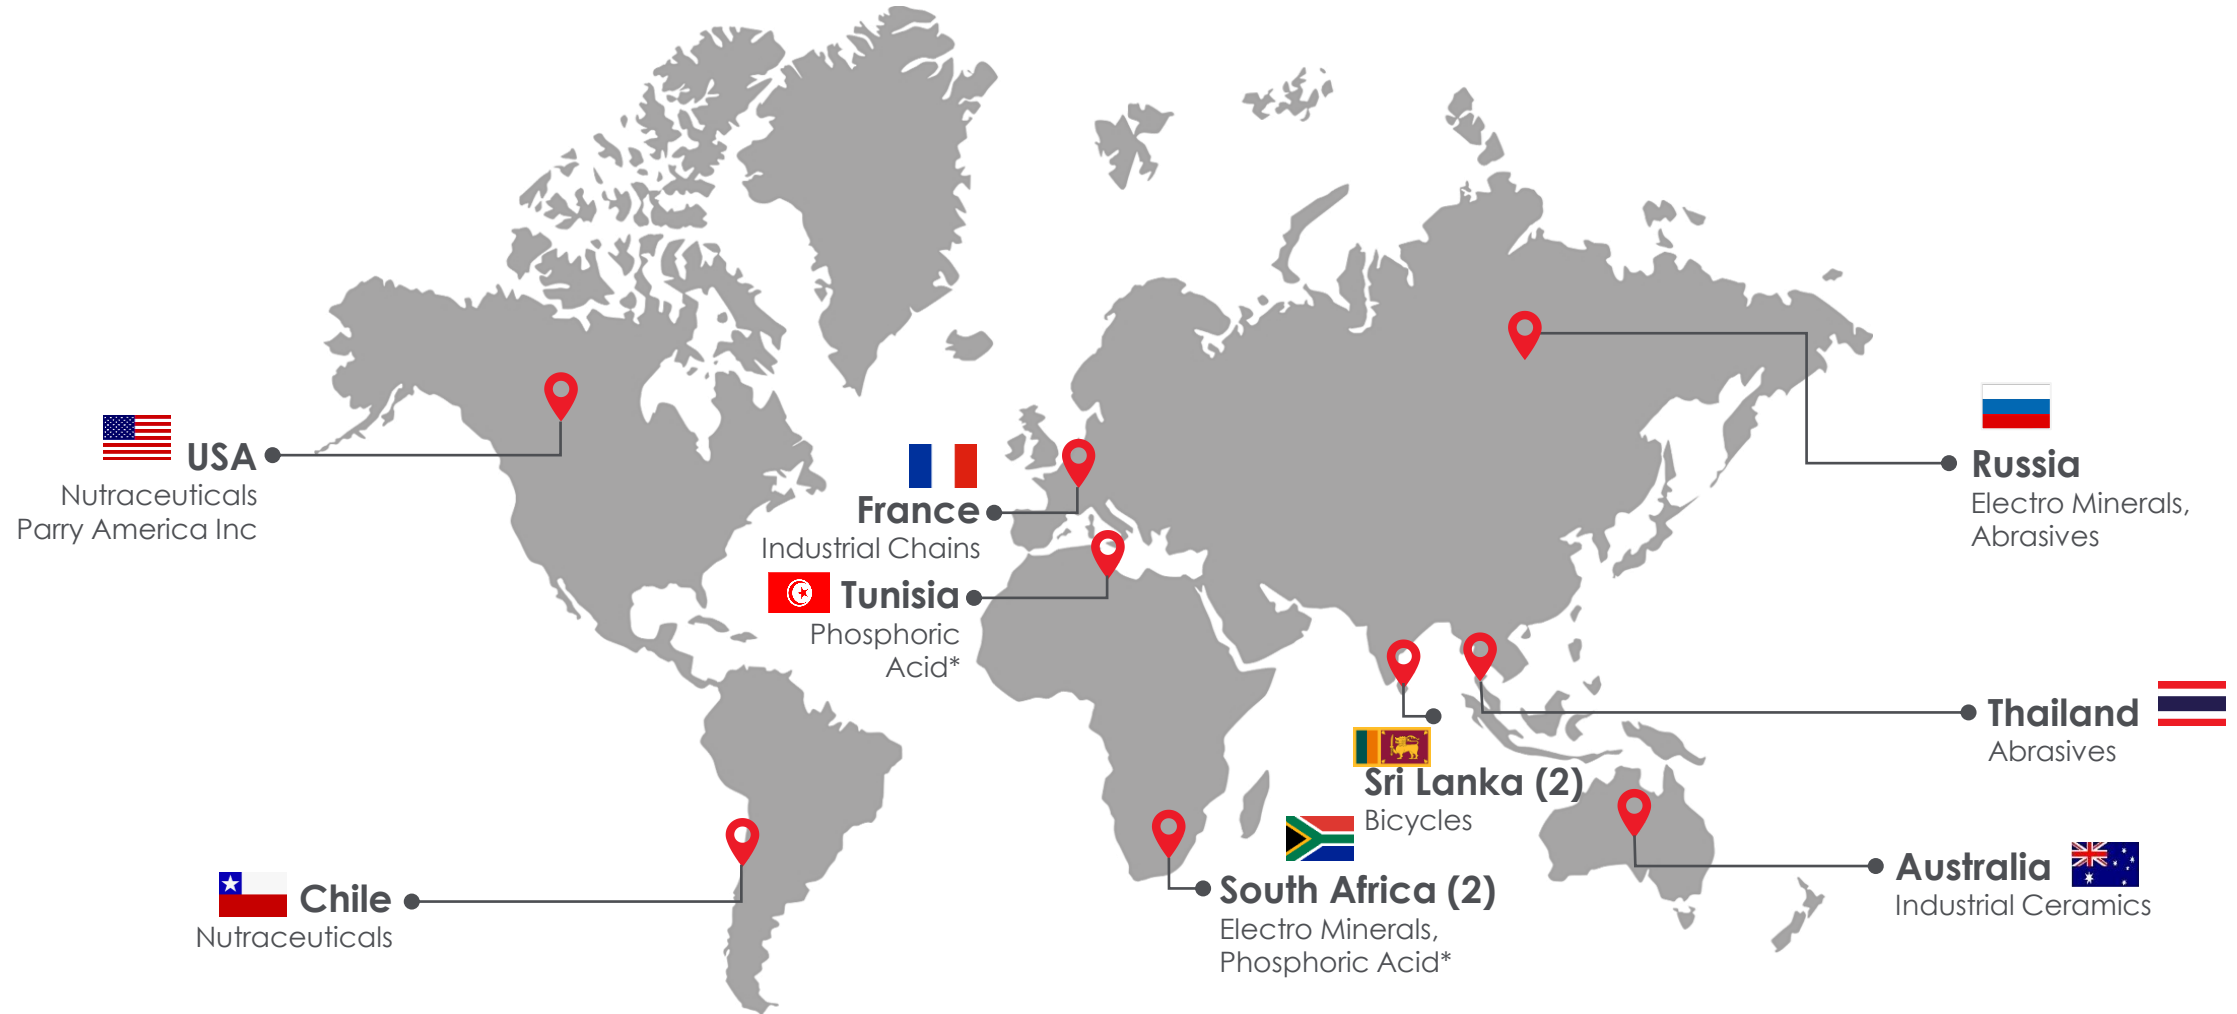 USA
Nutraceuticals
Parry America Inc
France
Industrial Chains
Tunisia
Phosphoric
Acid*
Chile
Nutraceuticals
South Africa (2)
Electro Minerals,
Phosphoric Acid*
Sri Lanka (2)
Bicycles
Russia
Electro Minerals,
Abrasives
Thailand
Abrasives
Australia
Industrial Ceramics